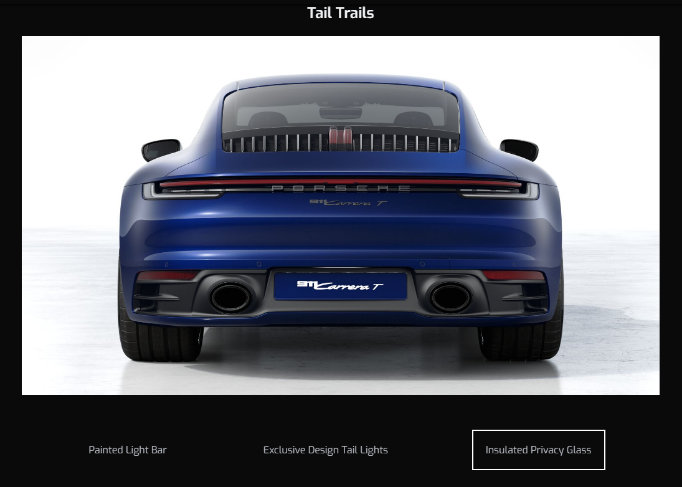 Tail Trails
PORSCHE
911 Carrera T
911 Carrera T
Painted Light Bar
Exclusive Design Tail Lights
Insulated Privacy Glass